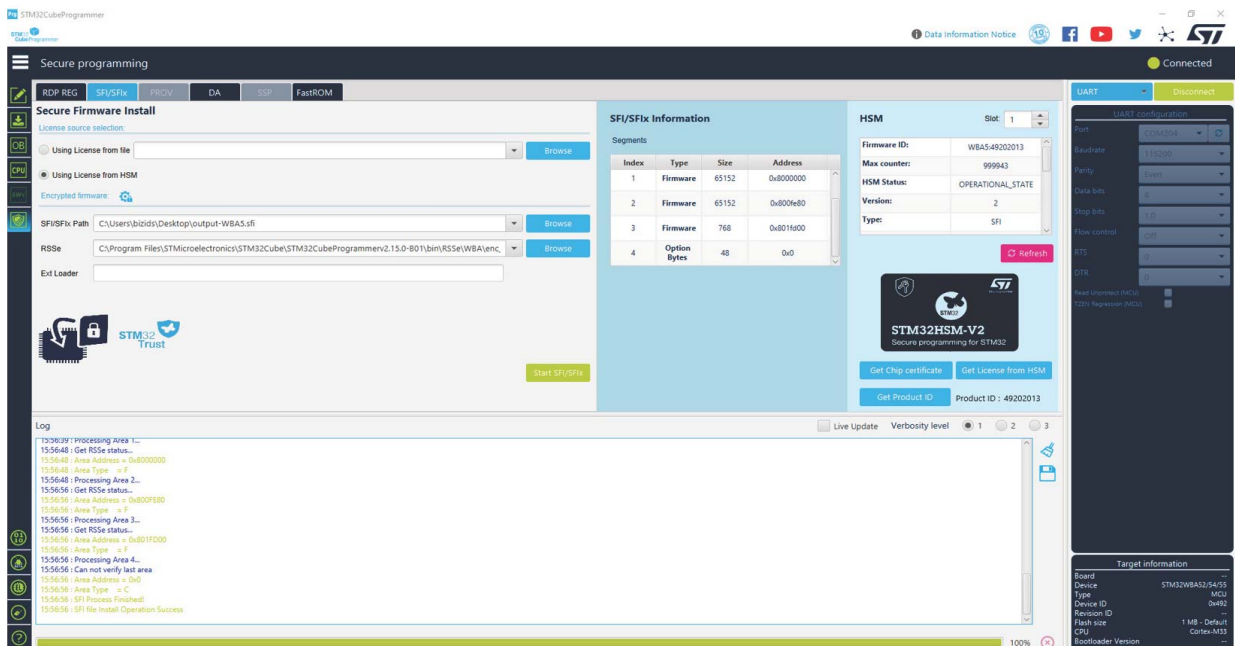 Prg STM32CubeProgrammer
STM32
CubeProgrammer
Data Information Notice
ST
Secure programming
Connected
RDP REG SFI/SFIx PROV DA SSP FastROM
UART Disconnect
Secure Firmware Install
License source selection:
Using License from file Browse
Using License from HSM
Encrypted firmware:
SFI/SFIx Path C:\Users\bizids\Desktop\output-WBA5.sfi Browse
RSSe C:\Program Files\STMicroelectronics\STM32Cube\STM32CubeProgrammerv2.15.0-B01\bin\RSSe\WBA\enc_ Browse
Ext Loader
STM32
Trust
Start SFI/SFIx
SFI/SFIx Information
Segments
Index Type Size Address
1 Firmware 65152 0x8000000
2 Firmware 65152 0x800fe80
3 Firmware 768 0x801fd00
4 Option Bytes 48 0x0
HSM Slot: 1
Firmware ID: WBA5:49202013
Max counter: 999943
HSM Status: OPERATIONAL_STATE
Version: 2
Type: SFI
Refresh
ST
STM32
STM32HSM-V2
Secure programming for STM32
Get Chip certificate Get License from HSM
Get Product ID Product ID : 49202013
UART configuration
Port COM204
Baudrate 115200
Parity Even
Data bits 8
Stop bits 1.0
Flow control Off
RTS 0
DTR 0
Read Unprotect (MCU)
TZEN Regression (MCU)
OB
CPU
Log
Live Update Verbosity level 1 2 3
15:56:39 : Processing Area 1...
15:56:48 : Get RSSe status...
15:56:48 : Area Address = 0x8000000
15:56:48 : Area Type = F
15:56:48 : Processing Area 2...
15:56:56 : Get RSSe status...
15:56:56 : Area Address = 0x800FE80
15:56:56 : Area Type = F
15:56:56 : Processing Area 3...
15:56:56 : Get RSSe status...
15:56:56 : Area Address = 0x801FD00
15:56:56 : Area Type = F
15:56:56 : Processing Area 4...
15:56:56 : Can not verify last area
15:56:56 : Area Address = 0x0
15:56:56 : Area Type = C
15:56:56 : SFI Process Finished!
15:56:56 : SFI file Install Operation Success
100%
Target information
Board --
Device STM32WBA52/54/55
Type MCU
Device ID 0x492
Revision ID --
Flash size 1 MB - Default
CPU Cortex-M33
Bootloader Version --